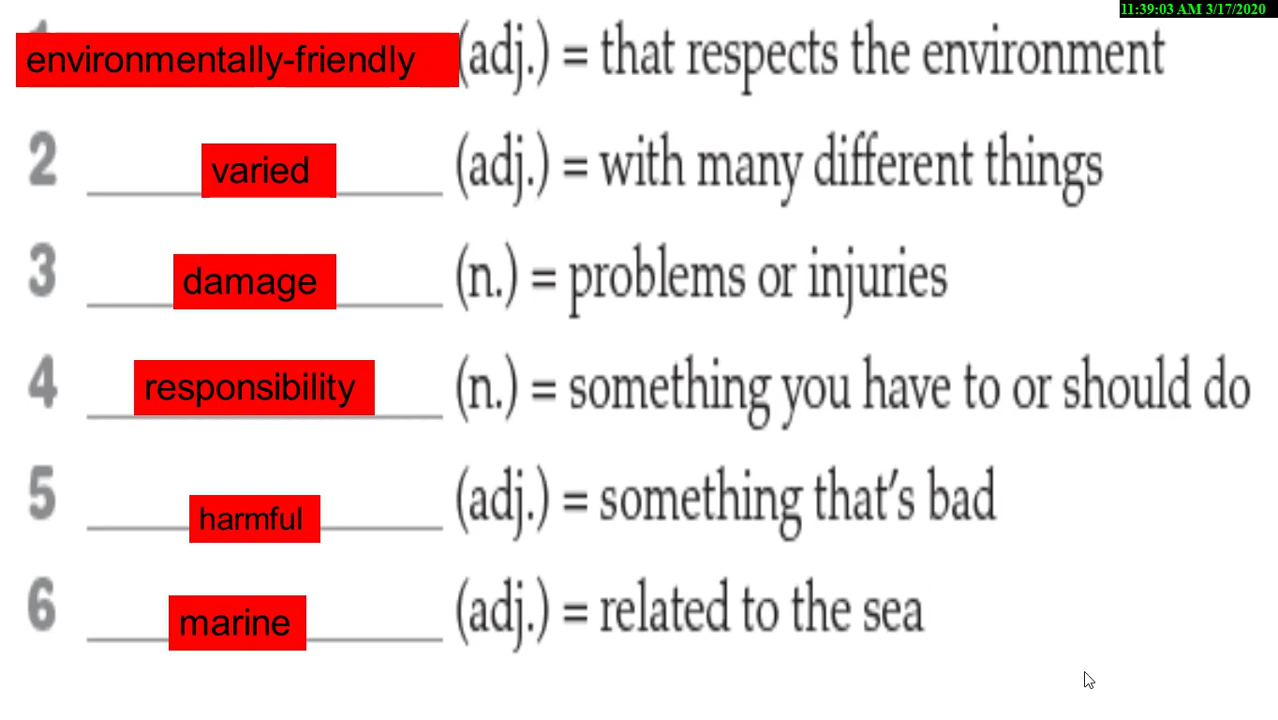 11:39:03 AM 3/17/2020
environmentally-friendly (adj.) = that respects the environment
2 varied (adj.) = with many different things
3 damage (n.) = problems or injuries
4 responsibility (n.) = something you have to or should do
5 harmful (adj.) = something that's bad
6 marine (adj.) = related to the sea